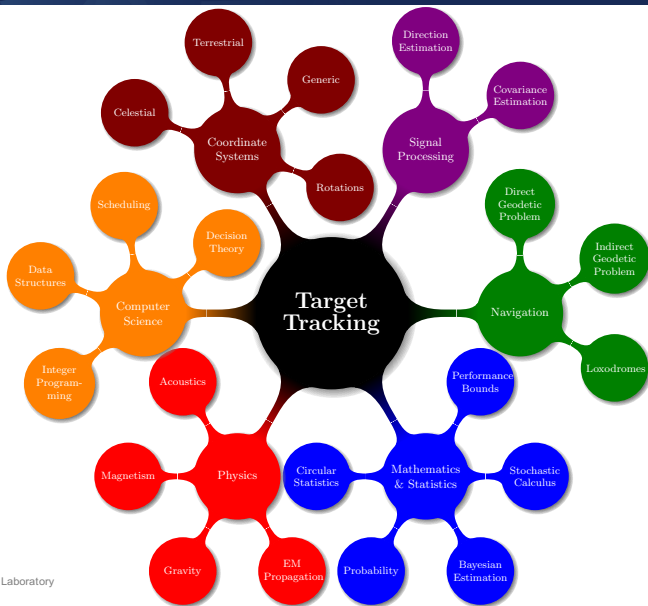 Direction
Estimation
Terrestrial
Generic
Covariance
Estimation
Celestial
Coordinate
Systems
Signal
Processing
Rotations
Direct
Geodetic
Problem
Scheduling
Decision
Theory
Indirect
Geodetic
Problem
Data
Structures
Computer
Science
Target
Tracking
Navigation
Integer
Program-
ming
Loxodromes
Acoustics
Performance
Bounds
Magnetism
Physics
Circular
Statistics
Mathematics
& Statistics
Stochastic
Calculus
Gravity
EM
Propagation
Probability
Bayesian
Estimation
Laboratory